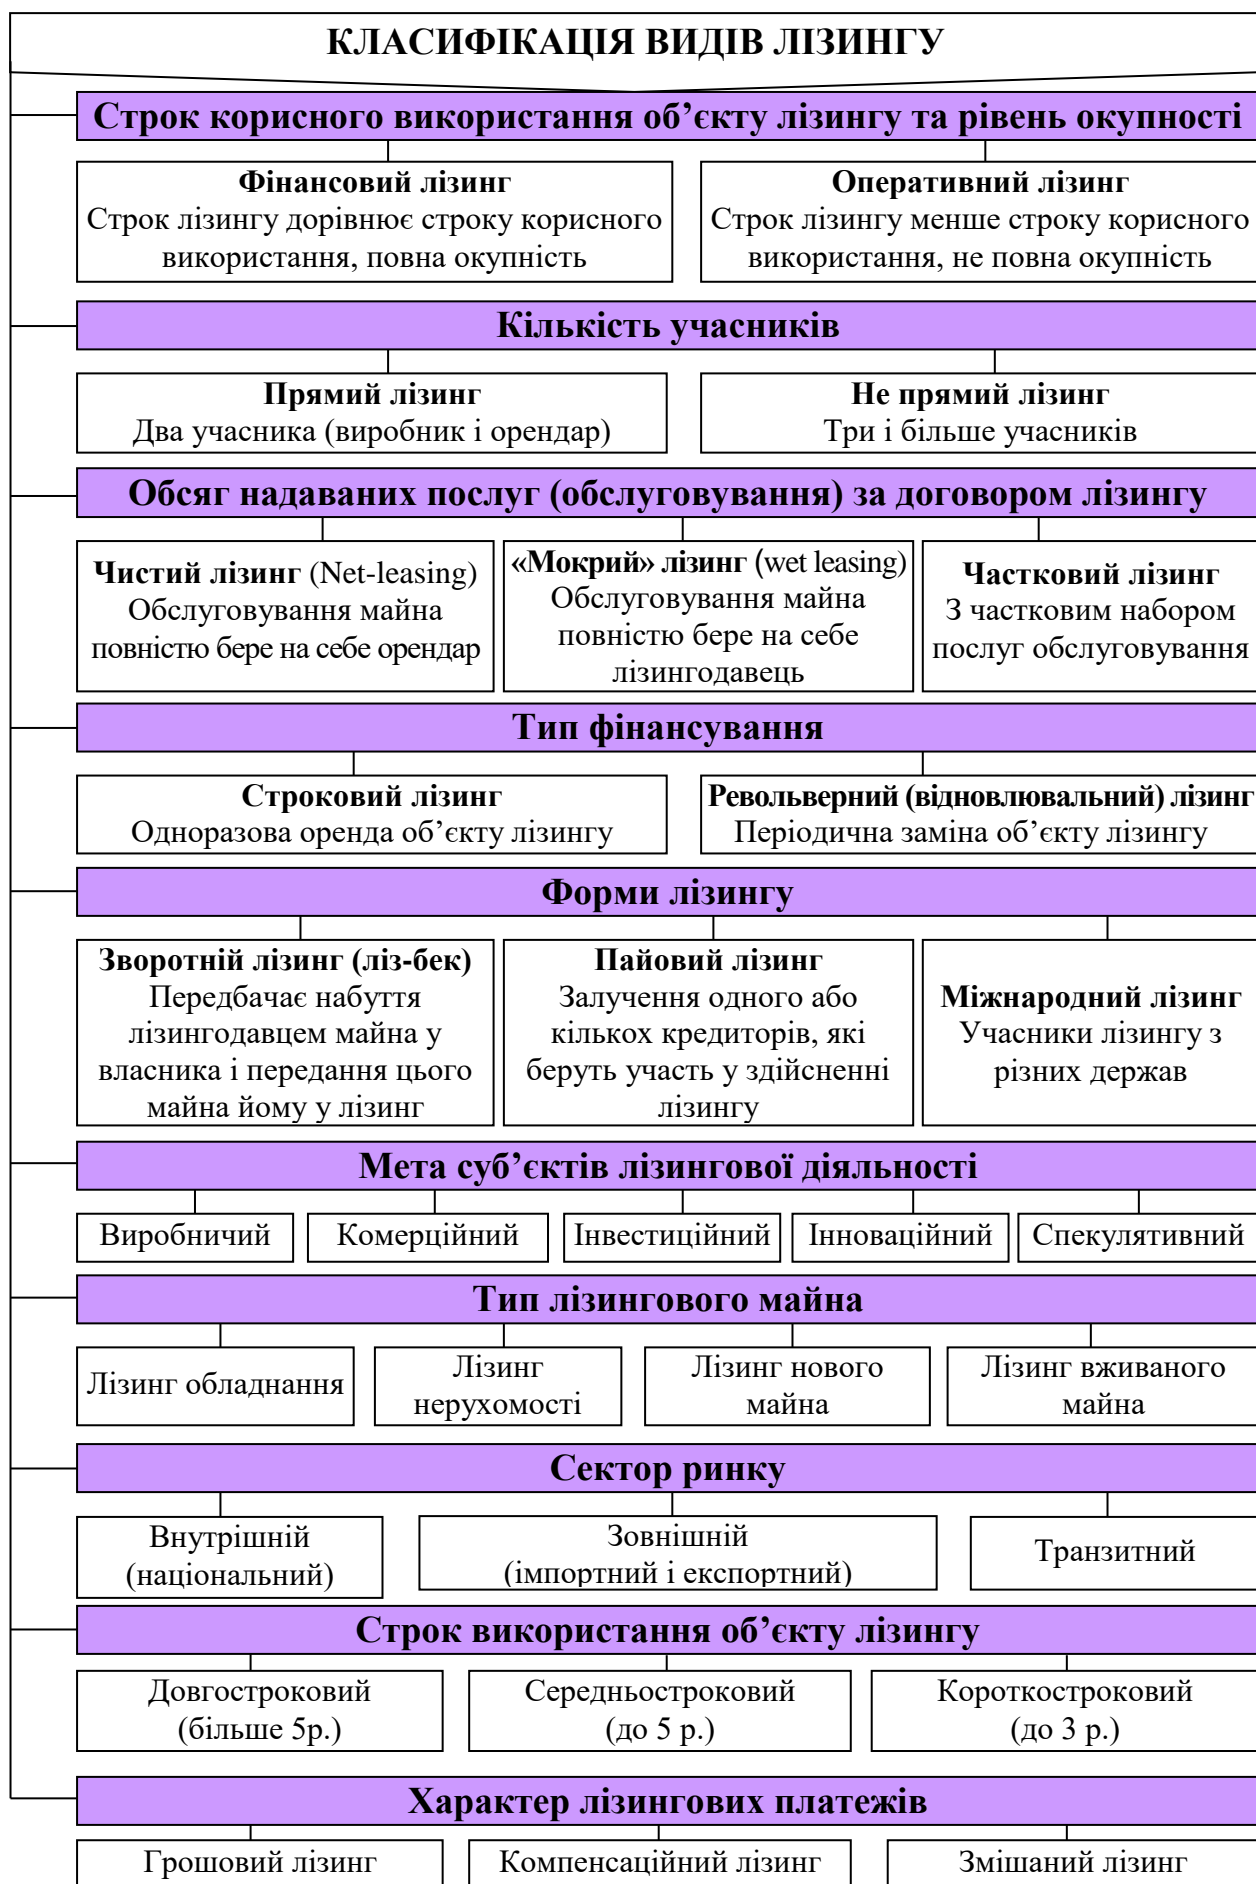 КЛАСИФІКАЦІЯ ВИДІВ ЛІЗИНГУ
Строк корисного використання об’єкту лізингу та рівень окупності
Фінансовий лізинг
Строк лізингу дорівнює строку корисного
використання, повна окупність
Оперативний лізинг
Строк лізингу менше строку корисного
використання, не повна окупність
Кількість учасників
Прямий лізинг
Два учасника (виробник і орендар)
Не прямий лізинг
Три і більше учасників
Обсяг надаваних послуг (обслуговування) за договором лізингу
Чистий лізинг (Net-leasing)
Обслуговування майна
повністю бере на себе орендар
«Мокрий» лізинг (wet leasing)
Обслуговування майна
повністю бере на себе
лізингодавець
Частковий лізинг
З частковим набором
послуг обслуговування
Тип фінансування
Строковий лізинг
Одноразова оренда об’єкту лізингу
Револьверний (відновлювальний) лізинг
Періодична заміна об’єкту лізингу
Форми лізингу
Зворотній лізинг (ліз-бек)
Передбачає набуття
лізингодавцем майна у
власника і передання цього
майна йому у лізинг
Пайовий лізинг
Залучення одного або
кількох кредиторів, які
беруть участь у здійсненні
лізингу
Міжнародний лізинг
Учасники лізингу з
різних держав
Мета суб’єктів лізингової діяльності
Виробничий
Комерційний
Інвестиційний
Інноваційний
Спекулятивний
Тип лізингового майна
Лізинг обладнання
Лізинг
нерухомості
Лізинг нового
майна
Лізинг вживаного
майна
Сектор ринку
Внутрішній
(національний)
Зовнішній
(імпортний і експортний)
Транзитний
Строк використання об’єкту лізингу
Довгостроковий
(більше 5р.)
Середньостроковий
(до 5 р.)
Короткостроковий
(до 3 р.)
Характер лізингових платежів
Грошовий лізинг
Компенсаційний лізинг
Змішаний лізинг